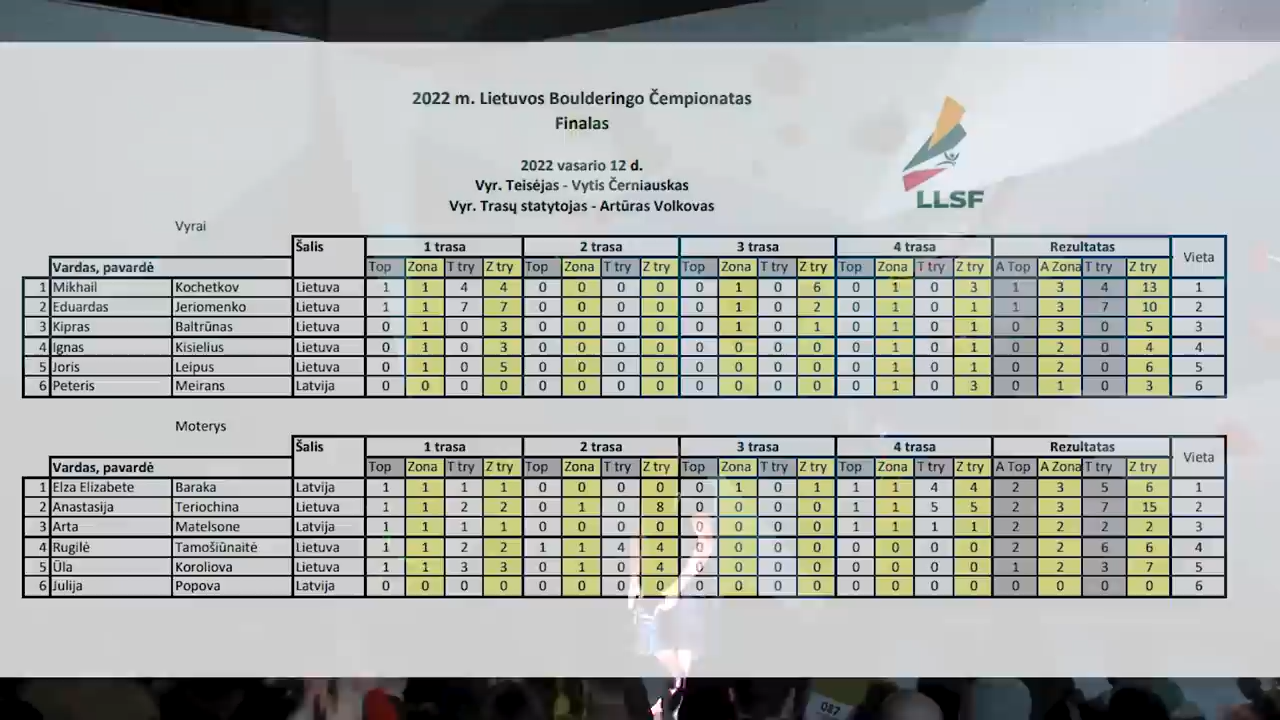 2022 m. Lietuvos Boulderingo Čempionatas
Finalas
2022 vasario 12 d.
Vyr. Teisėjas - Vytis Černiauskas
Vyr. Trasų statytojas - Artūras Volkovas
LLSF
Vyrai
Šalis 1 trasa 2 trasa 3 trasa 4 trasa Rezultatas Vieta
Vardas, pavardė Top Zona T try Z try Top Zona T try Z try Top Zona T try Z try Top Zona T try Z try A Top A Zona T try Z try
1 Mikhail Kochetkov Lietuva 1 1 4 4 0 0 0 0 0 1 0 6 0 1 0 3 1 3 4 13 1
2 Eduardas Jeriomenko Lietuva 1 1 7 7 0 0 0 0 0 1 0 2 0 1 0 1 1 3 7 10 2
3 Kipras Baltrūnas Lietuva 0 1 0 3 0 0 0 0 0 1 0 1 0 1 0 1 0 3 0 5 3
4 Ignas Kisielius Lietuva 0 1 0 3 0 0 0 0 0 0 0 0 0 1 0 1 0 2 0 4 4
5 Joris Leipus Lietuva 0 1 0 5 0 0 0 0 0 0 0 0 0 1 0 1 0 2 0 6 5
6 Peteris Meirans Latvija 0 0 0 0 0 0 0 0 0 0 0 0 0 1 0 3 0 1 0 3 6
Moterys
Šalis 1 trasa 2 trasa 3 trasa 4 trasa Rezultatas Vieta
Vardas, pavardė Top Zona T try Z try Top Zona T try Z try Top Zona T try Z try Top Zona T try Z try A Top A Zona T try Z try
1 Elza Elizabete Baraka Latvija 1 1 1 1 0 0 0 0 0 1 0 1 1 1 4 4 2 3 5 6 1
2 Anastasija Teriochina Lietuva 1 1 2 2 0 1 0 8 0 0 0 0 1 1 5 5 2 3 7 15 2
3 Arta Matelsone Latvija 1 1 1 1 0 0 0 0 0 0 0 0 1 1 1 1 2 2 2 2 3
4 Rugilė Tamošiūnaitė Lietuva 1 1 2 2 1 1 4 4 0 0 0 0 0 0 0 0 2 2 6 6 4
5 Ūla Koroliova Lietuva 1 1 3 3 0 1 0 4 0 0 0 0 0 0 0 0 1 2 3 7 5
6 Julija Popova Latvija 0 0 0 0 0 0 0 0 0 0 0 0 0 0 0 0 0 0 0 0 6
087